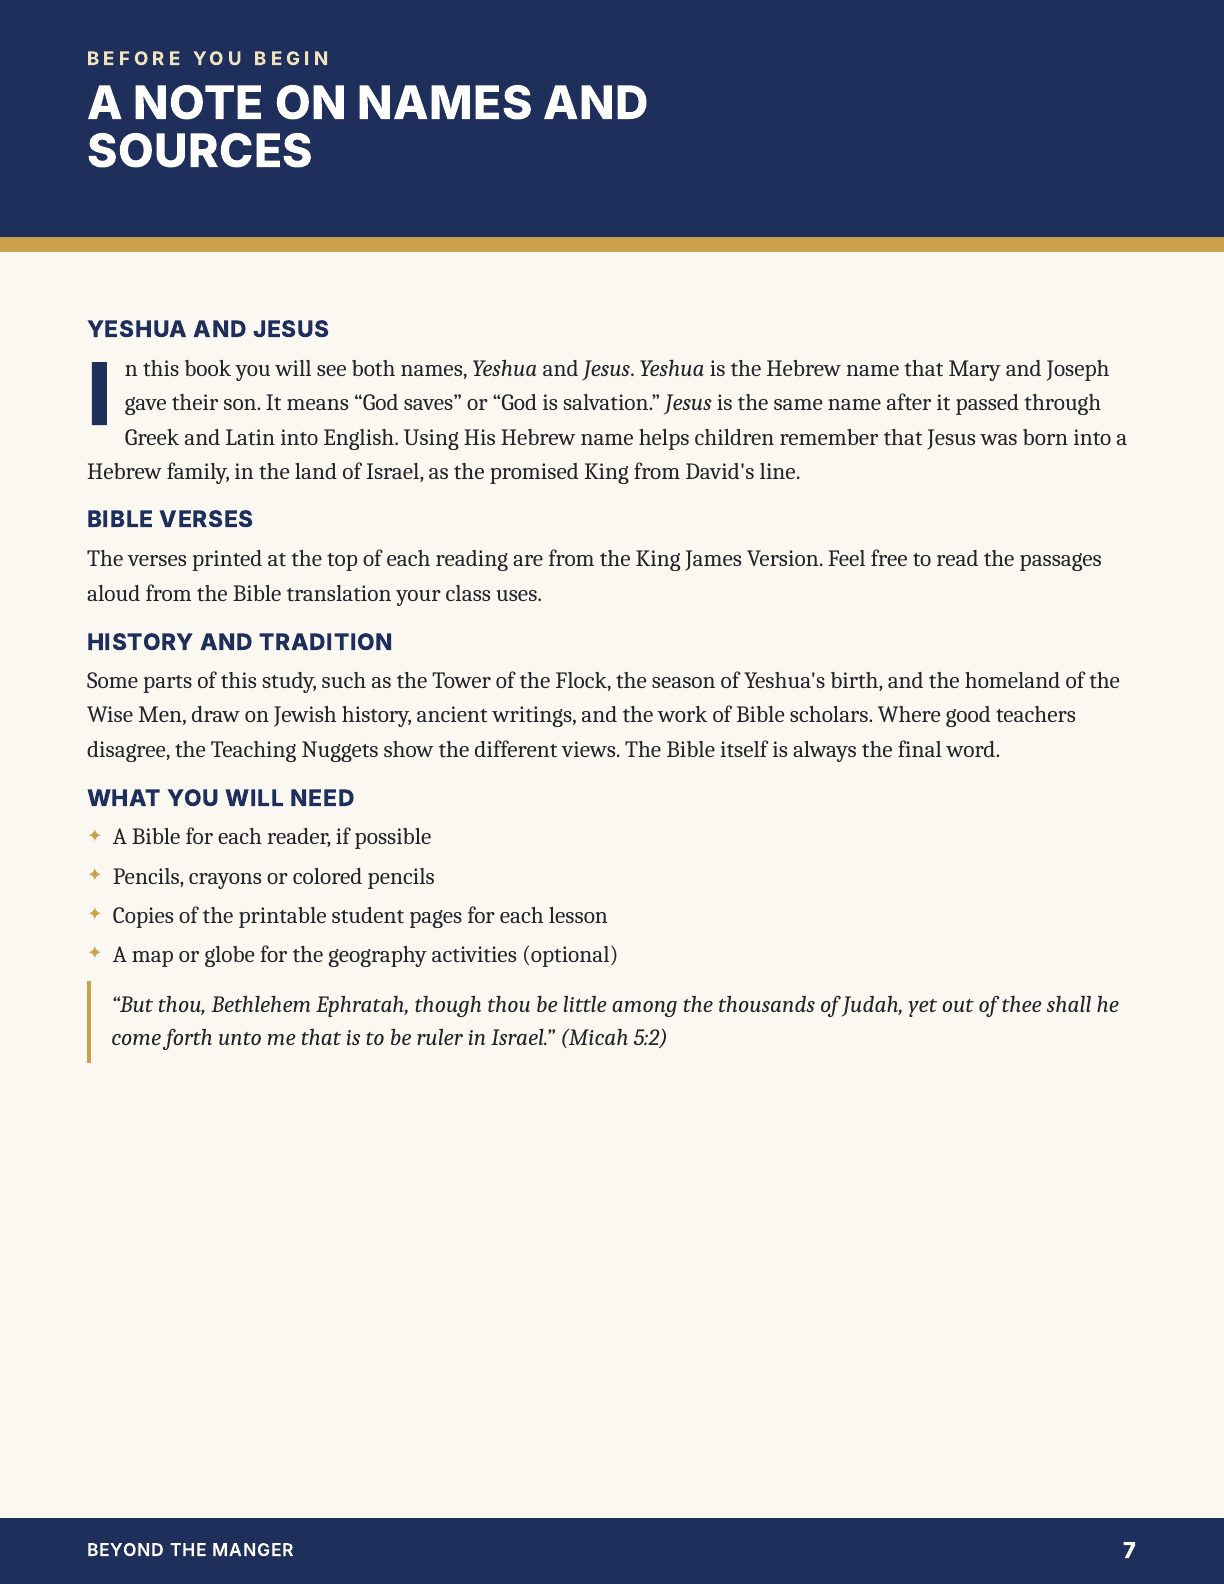 BEFORE YOU BEGIN
A NOTE ON NAMES AND
SOURCES
YESHUA AND JESUS
In this book you will see both names, Yeshua and Jesus. Yeshua is the Hebrew name that Mary and Joseph
gave their son. It means “God saves” or “God is salvation.” Jesus is the same name after it passed through
Greek and Latin into English. Using His Hebrew name helps children remember that Jesus was born into a
Hebrew family, in the land of Israel, as the promised King from David's line.
BIBLE VERSES
The verses printed at the top of each reading are from the King James Version. Feel free to read the passages
aloud from the Bible translation your class uses.
HISTORY AND TRADITION
Some parts of this study, such as the Tower of the Flock, the season of Yeshua's birth, and the homeland of the
Wise Men, draw on Jewish history, ancient writings, and the work of Bible scholars. Where good teachers
disagree, the Teaching Nuggets show the different views. The Bible itself is always the final word.
WHAT YOU WILL NEED
✦ A Bible for each reader, if possible
✦ Pencils, crayons or colored pencils
✦ Copies of the printable student pages for each lesson
✦ A map or globe for the geography activities (optional)
“But thou, Bethlehem Ephratah, though thou be little among the thousands of Judah, yet out of thee shall he
come forth unto me that is to be ruler in Israel.” (Micah 5:2)
BEYOND THE MANGER
7